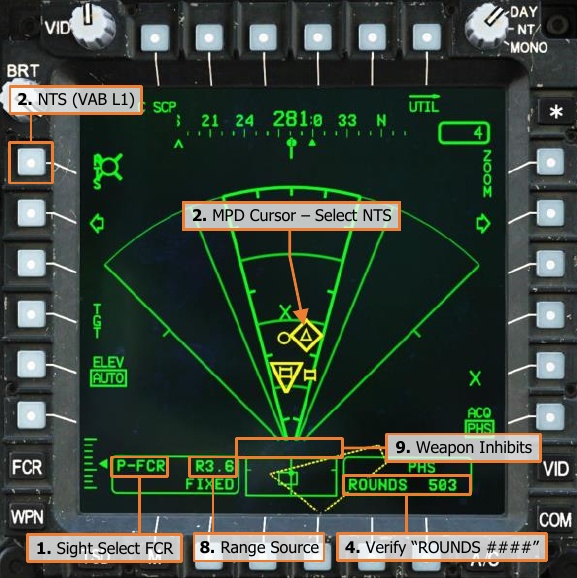 VID
DAY
NT
MONO
BRT
2. NTS (VAB L1)
C SCP
UTIL
21 24 281.0 33 N
4
NTS
ZOOM
2. MPD Cursor – Select NTS
X
TGT
ELEV
AUTO
X
ACQ
PHS
9. Weapon Inhibits
FCR
P-FCR
R3.6
FIXED
PHS
ROUNDS 503
VID
WPN
COM
1. Sight Select FCR
8. Range Source
4. Verify “ROUNDS ####”
M
A/C